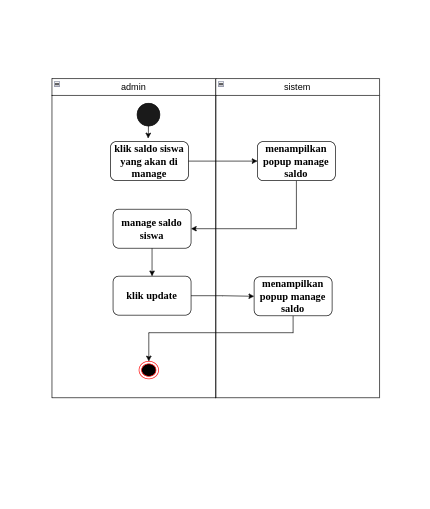 admin
sistem
klik saldo siswa
yang akan di
manage
menampilkan
popup manage
saldo
manage saldo
siswa
klik update
menampilkan
popup manage
saldo